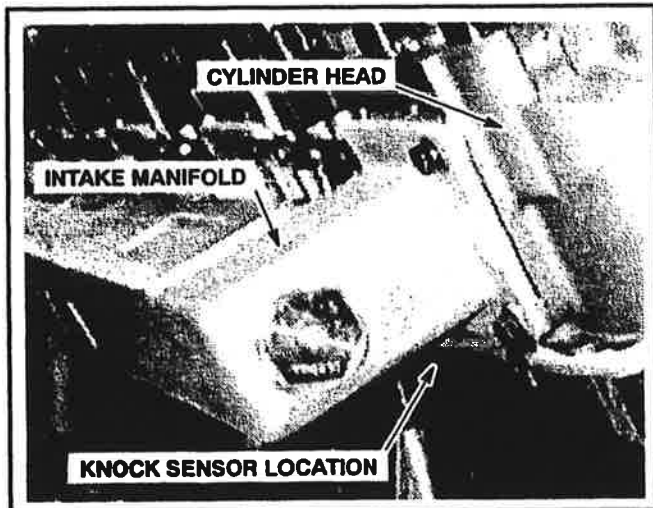 CYLINDER HEAD
INTAKE MANIFOLD
KNOCK SENSOR LOCATION